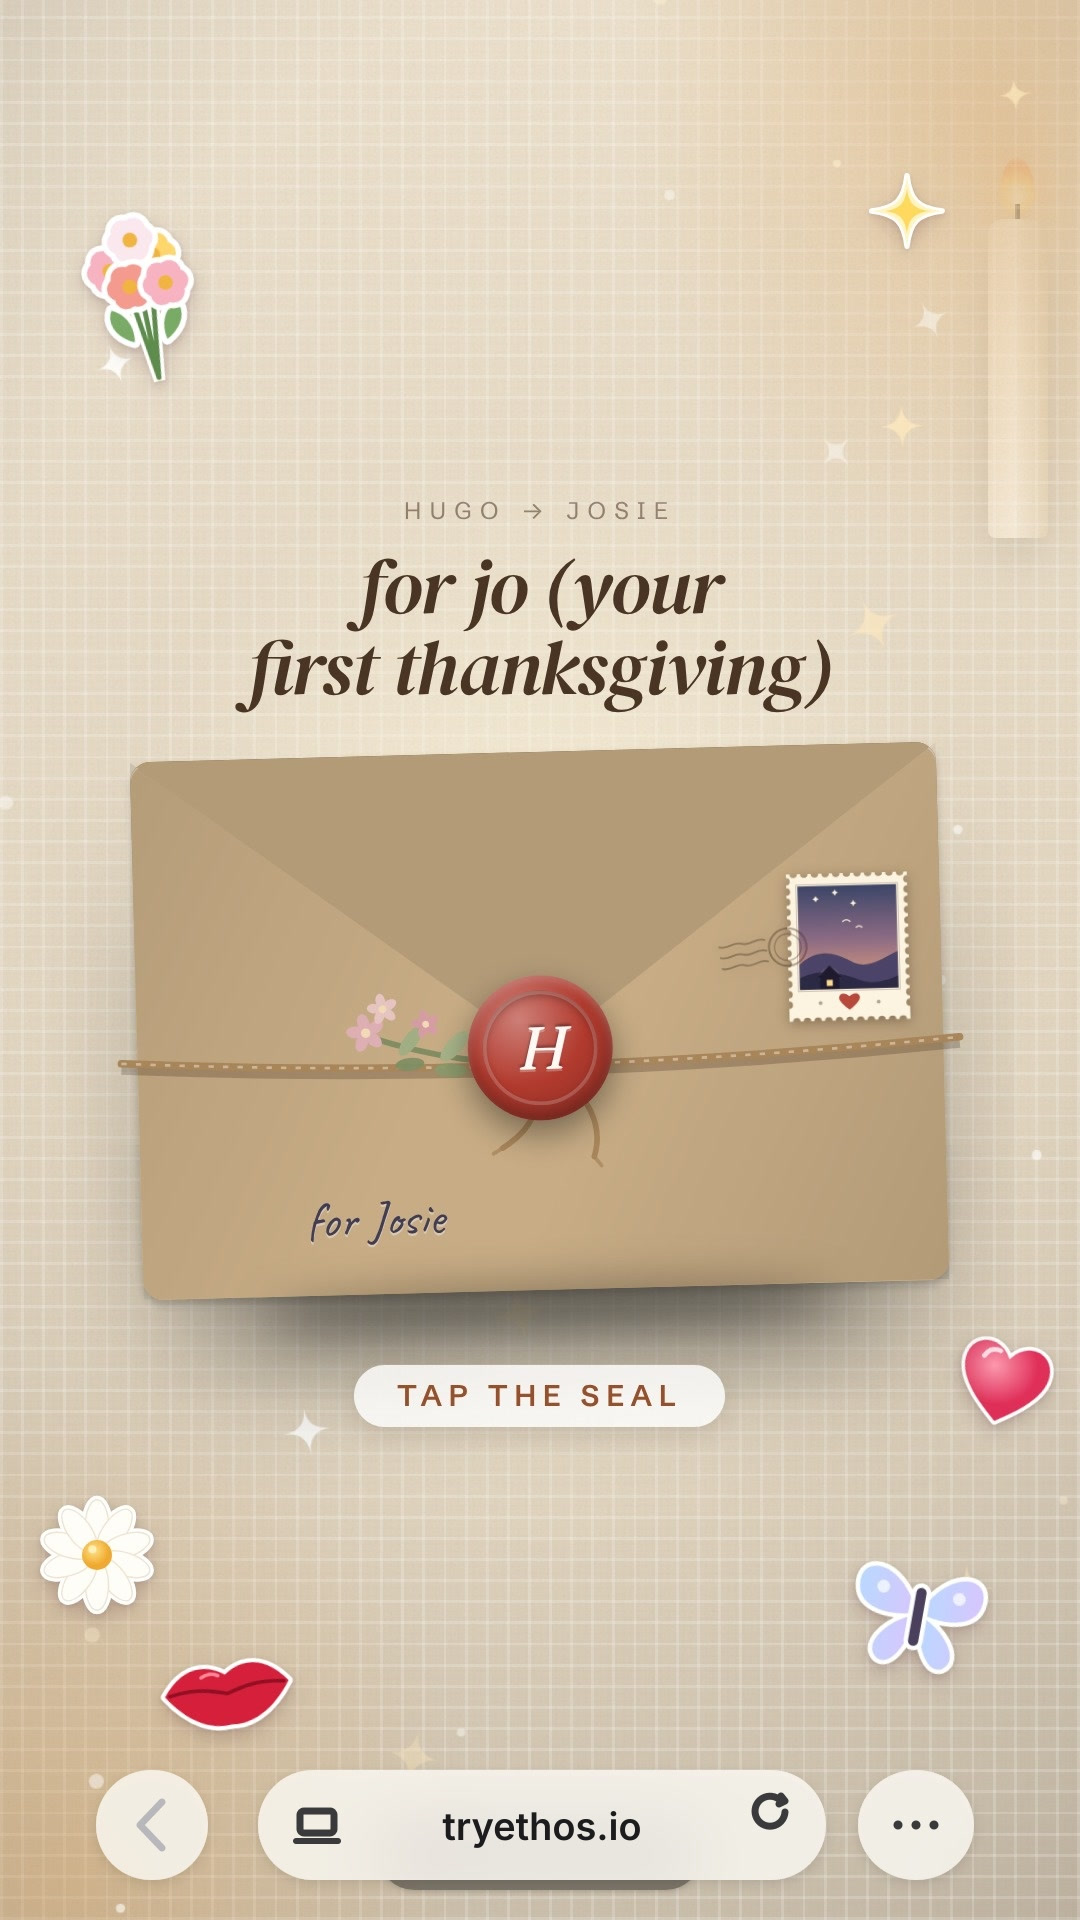 HUGO → JOSIE
for jo (your
first thanksgiving)
H
for Josie
TAP THE SEAL
tryethos.io